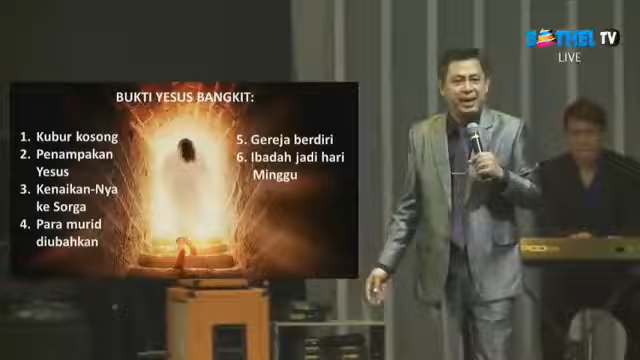 BETHEL TV
LIVE
BUKTI YESUS BANGKIT:
1. Kubur kosong
2. Penampakan
Yesus
3. Kenaikan-Nya
ke Sorga
4. Para murid
diubahkan
5. Gereja berdiri
6. Ibadah jadi hari
Minggu